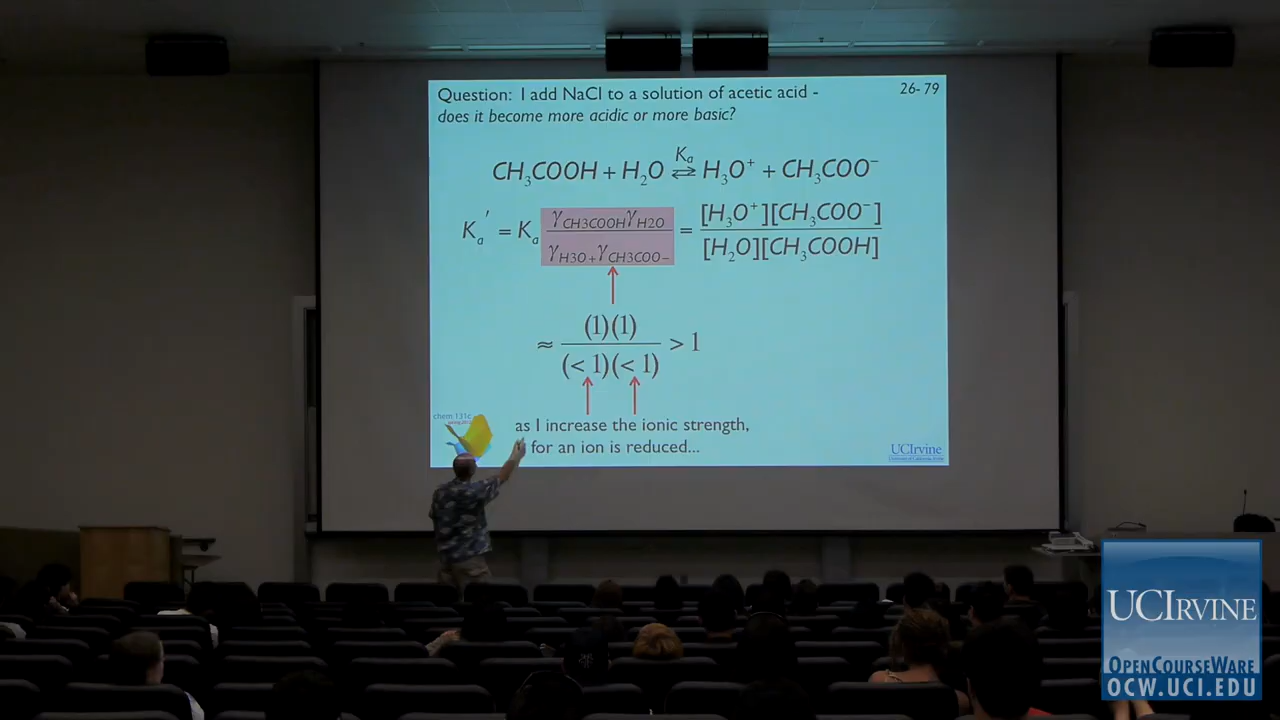 Question: I add NaCl to a solution of acetic acid -
26- 79
does it become more acidic or more basic?
CH₃COOH + H₂O ⇄ H₃O⁺ + CH₃COO⁻
Kₐ
Kₐ′ = Kₐ γCH3COOHγH2O / γH3O+γCH3COO− = [H₃O⁺][CH₃COO⁻] / [H₂O][CH₃COOH]
≈ (1)(1) / (< 1)(< 1) > 1
chem 131c
as I increase the ionic strength,
for an ion is reduced...
UCIrvine
UCIRVINE
OPENCOURSEWARE
OCW.UCI.EDU